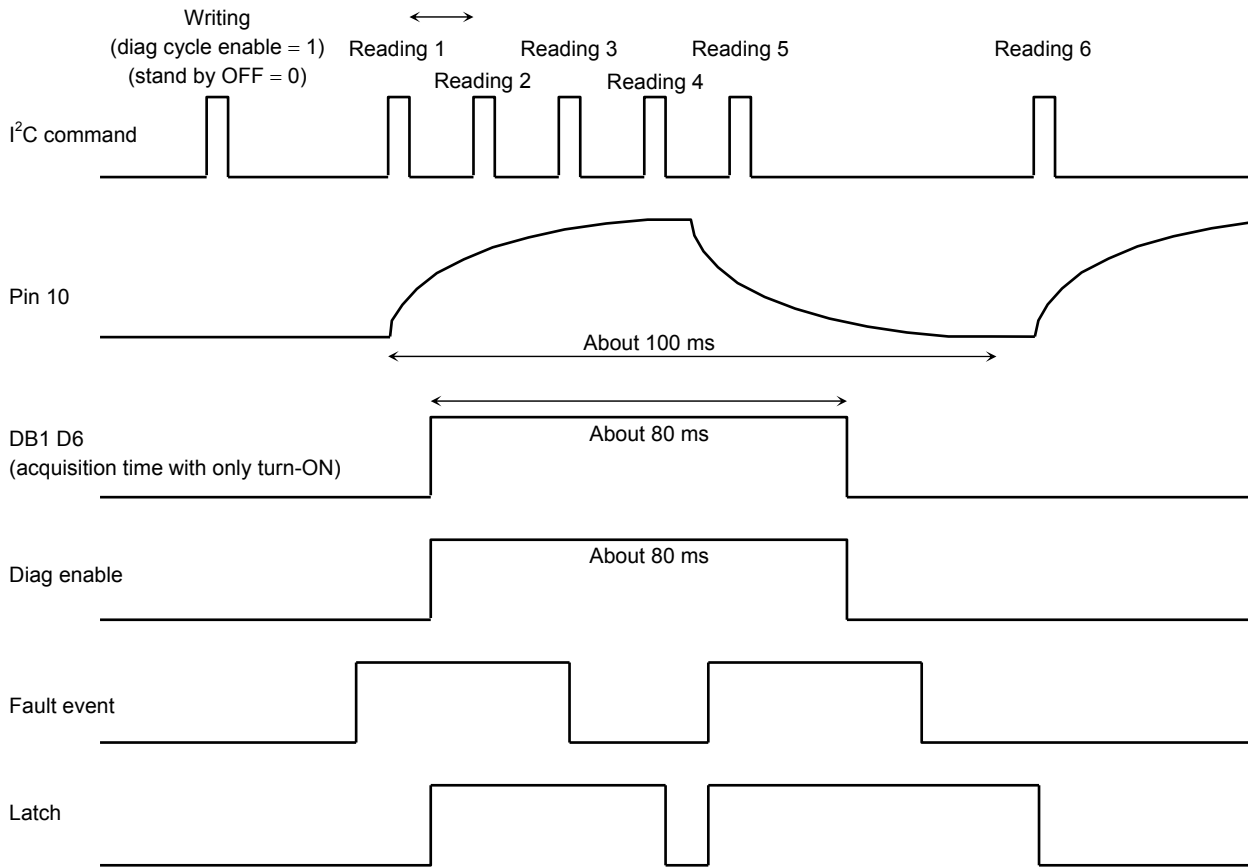 Writing
(diag cycle enable = 1)
(stand by OFF = 0)
Reading 1
Reading 2
Reading 3
Reading 4
Reading 5
Reading 6
I²C command
Pin 10
About 100 ms
DB1 D6
(acquisition time with only turn-ON)
About 80 ms
Diag enable
About 80 ms
Fault event
Latch